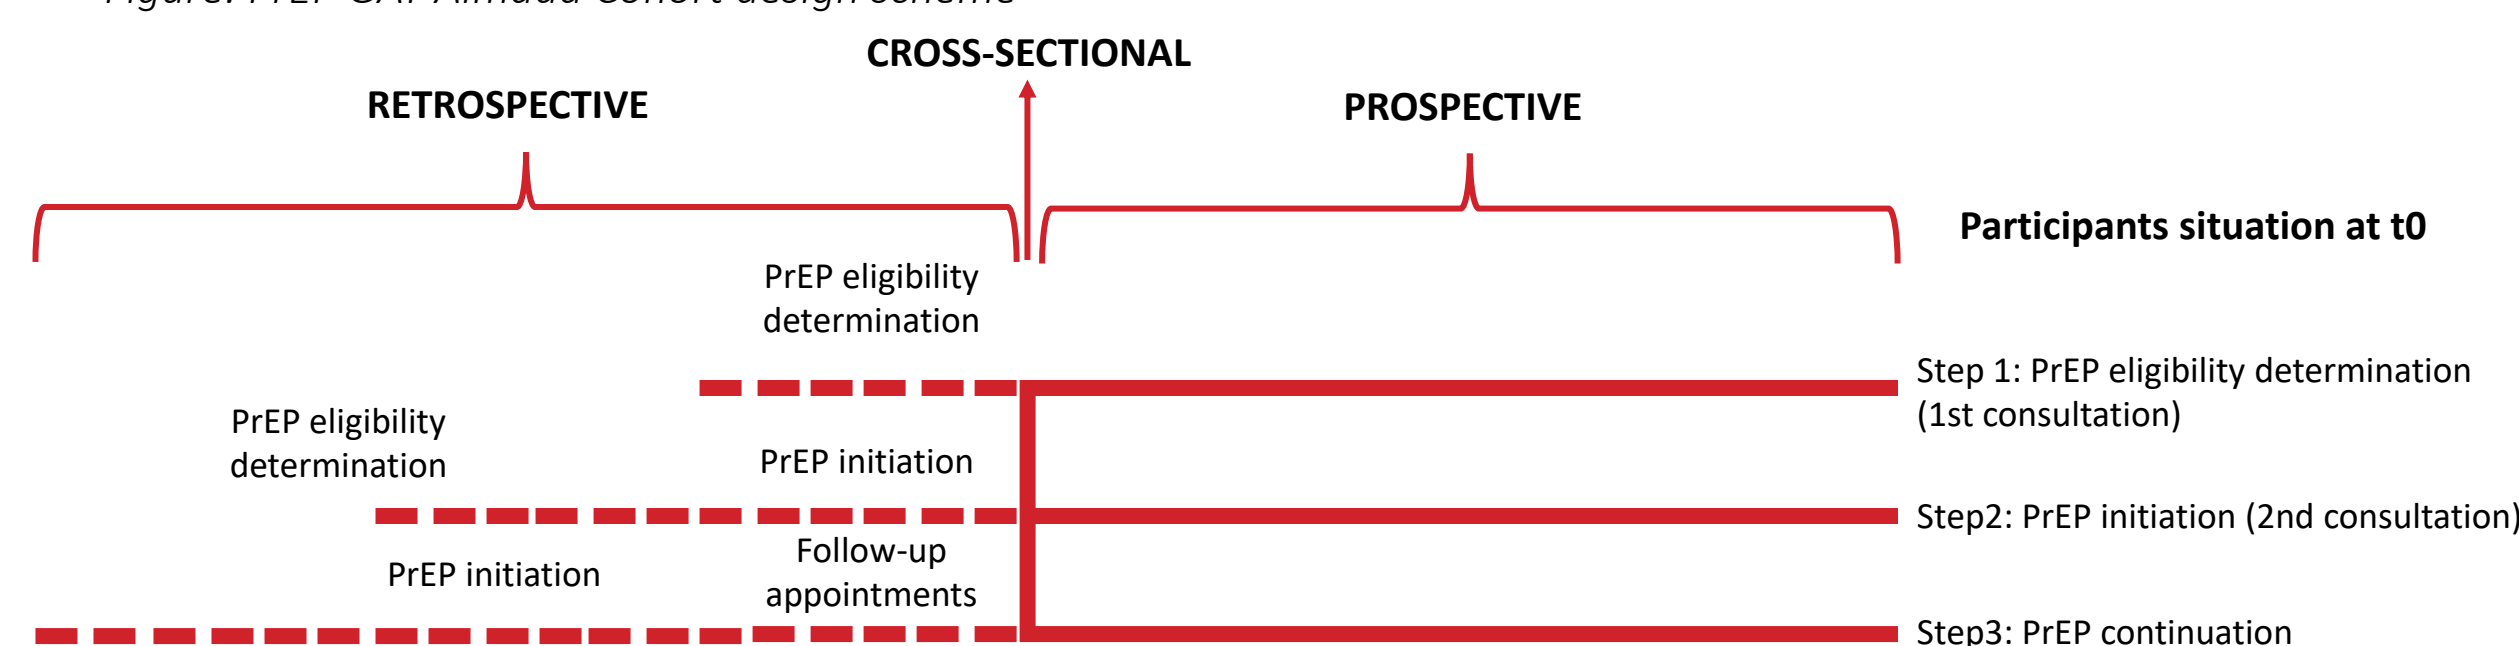 CROSS-SECTIONAL
RETROSPECTIVE
PROSPECTIVE
Participants situation at t0
PrEP eligibility
determination
Step 1: PrEP eligibility determination
(1st consultation)
PrEP eligibility
determination
PrEP initiation
Step2: PrEP initiation (2nd consultation)
Follow-up
appointments
PrEP initiation
Step3: PrEP continuation